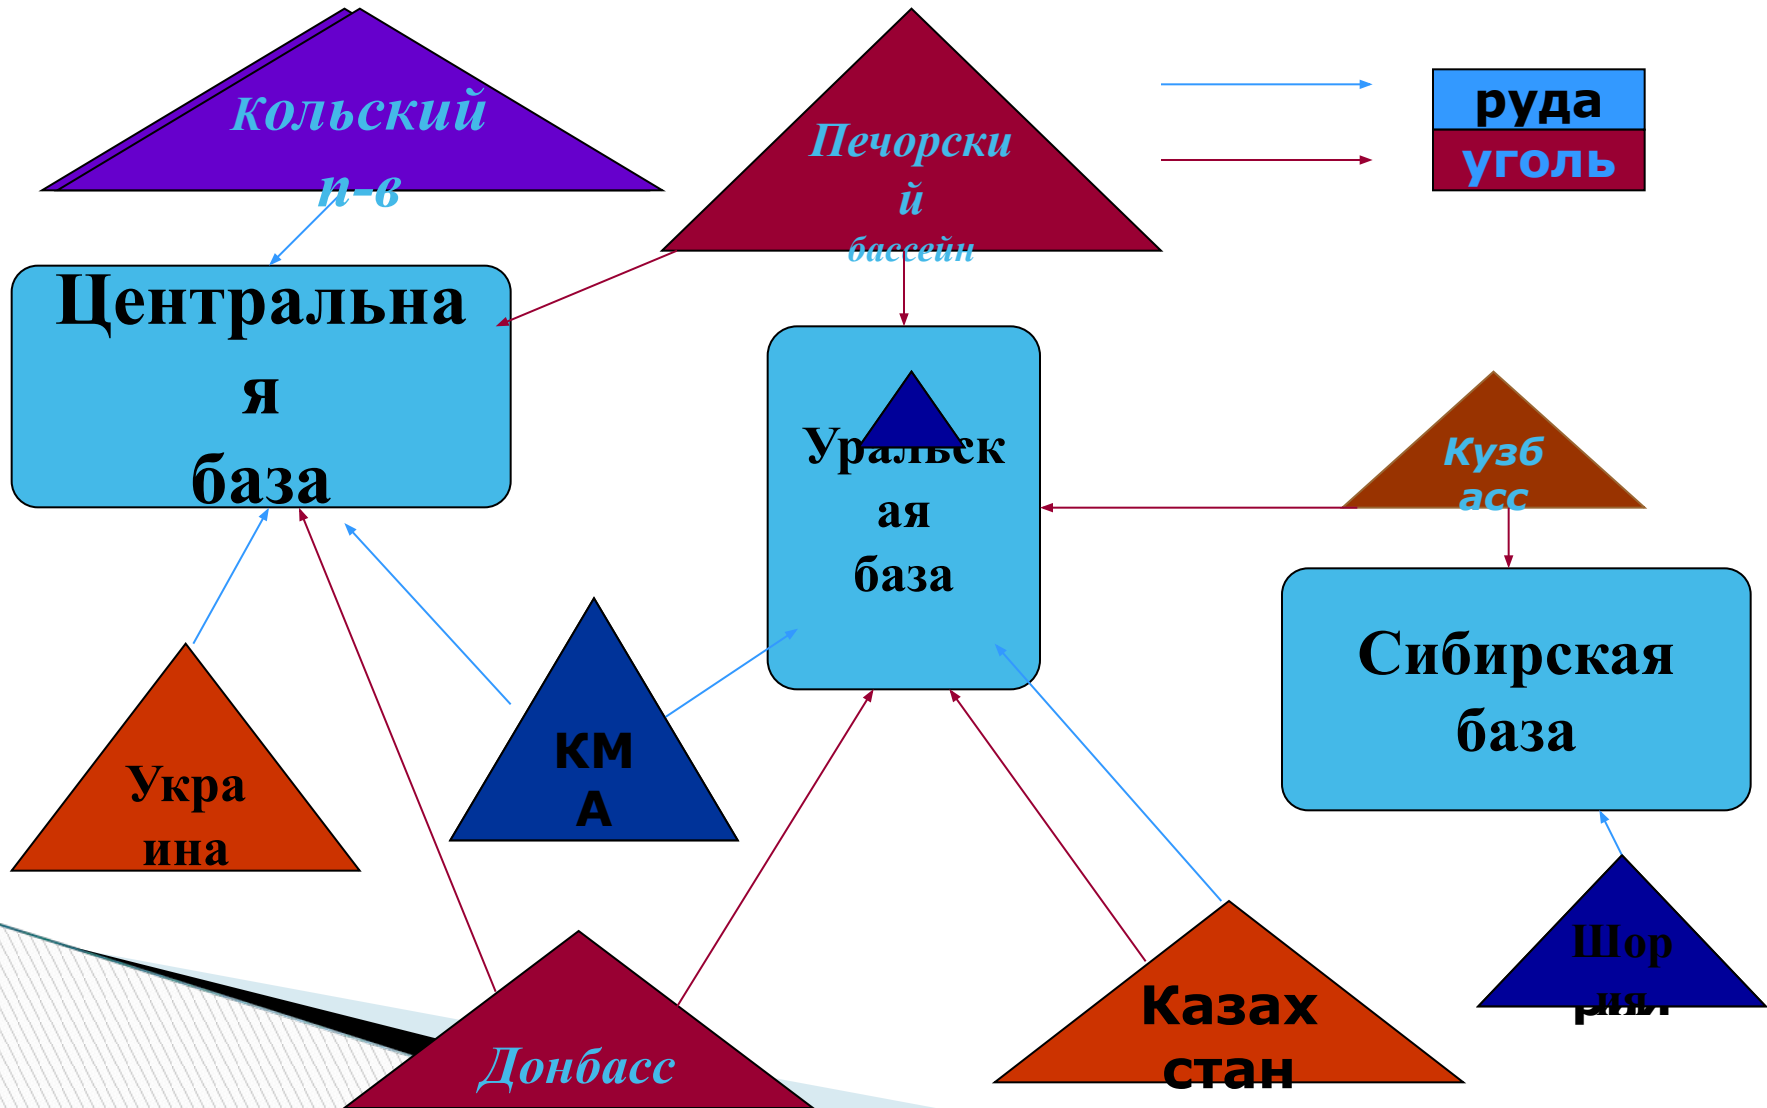 Кольский
п-в
Печорски
й
бассейн
руда
уголь
Центральна
я
база
Уральск
ая
база
Кузб
асс
Сибирская
база
Укра
ина
КМ
А
Донбасс
Казах
стан
Шор
ия